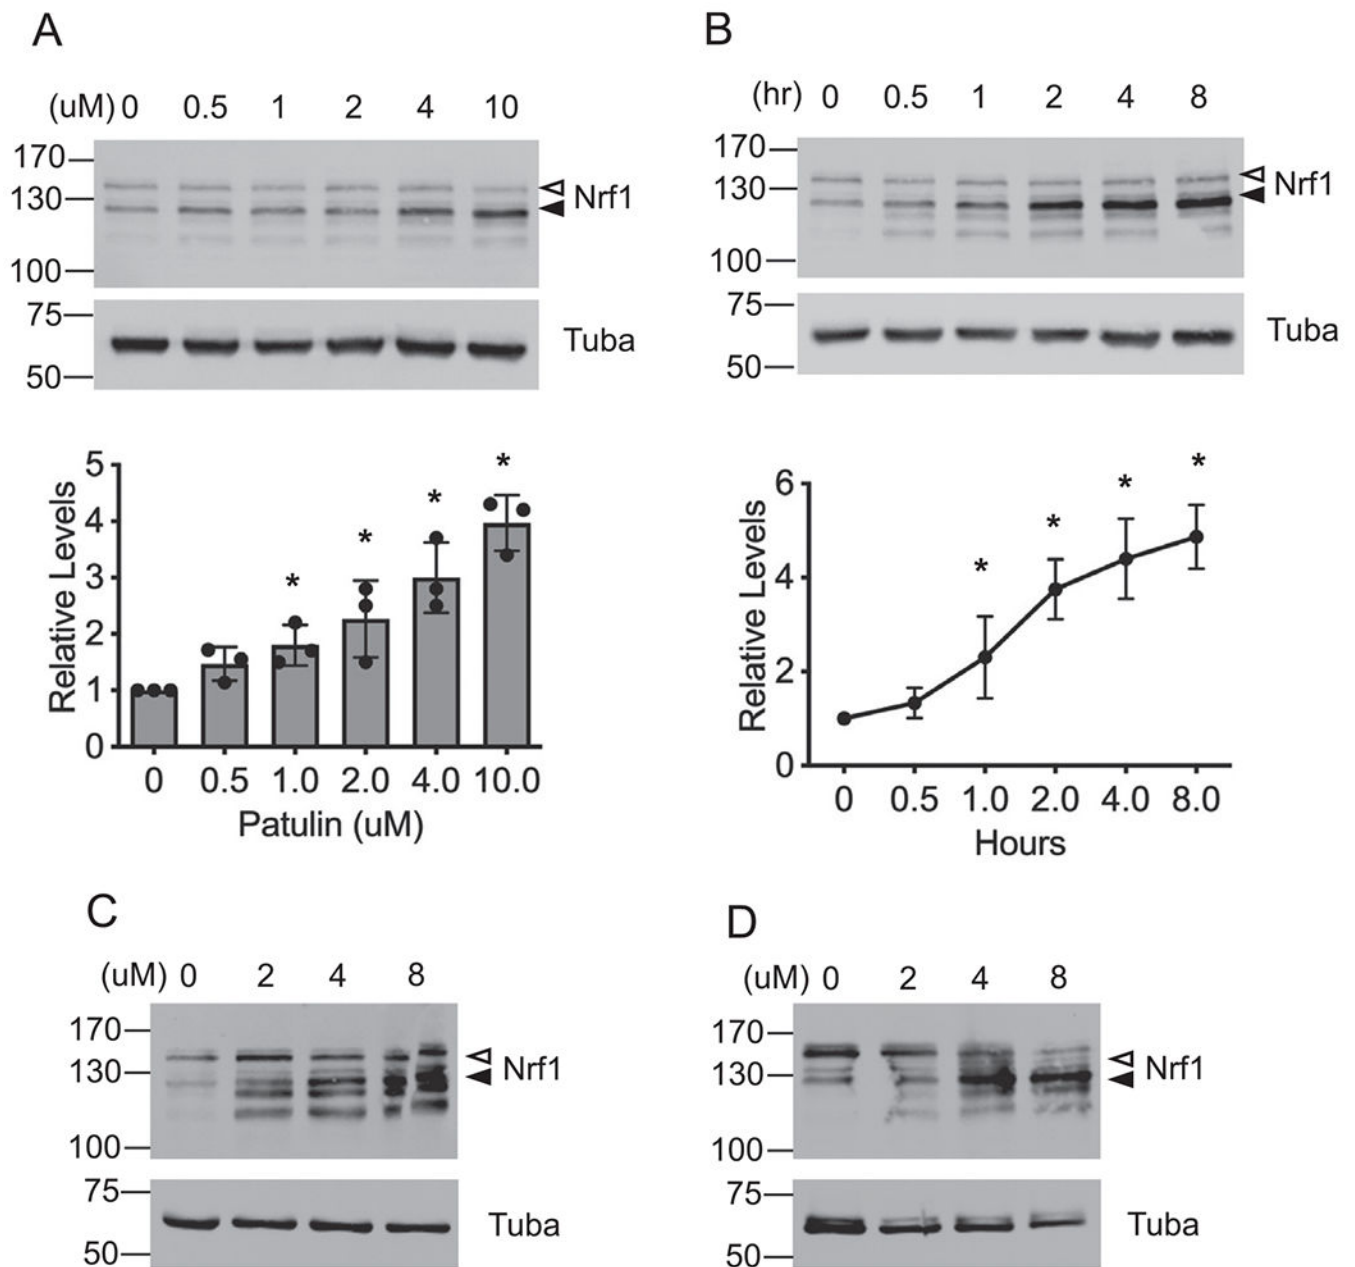 A
(uM) 0 0.5 1 2 4 10
170
130
100
Nrf1
75
50
Tuba
Relative Levels
5
4
3
2
1
0
* * * *
0 0.5 1.0 2.0 4.0 10.0
Patulin (uM)
B
(hr) 0 0.5 1 2 4 8
170
130
100
Nrf1
75
50
Tuba
Relative Levels
6
4
2
0
* * * *
0 0.5 1.0 2.0 4.0 8.0
Hours
C
(uM) 0 2 4 8
170
130
100
Nrf1
75
50
Tuba
D
(uM) 0 2 4 8
170
130
100
Nrf1
75
50
Tuba